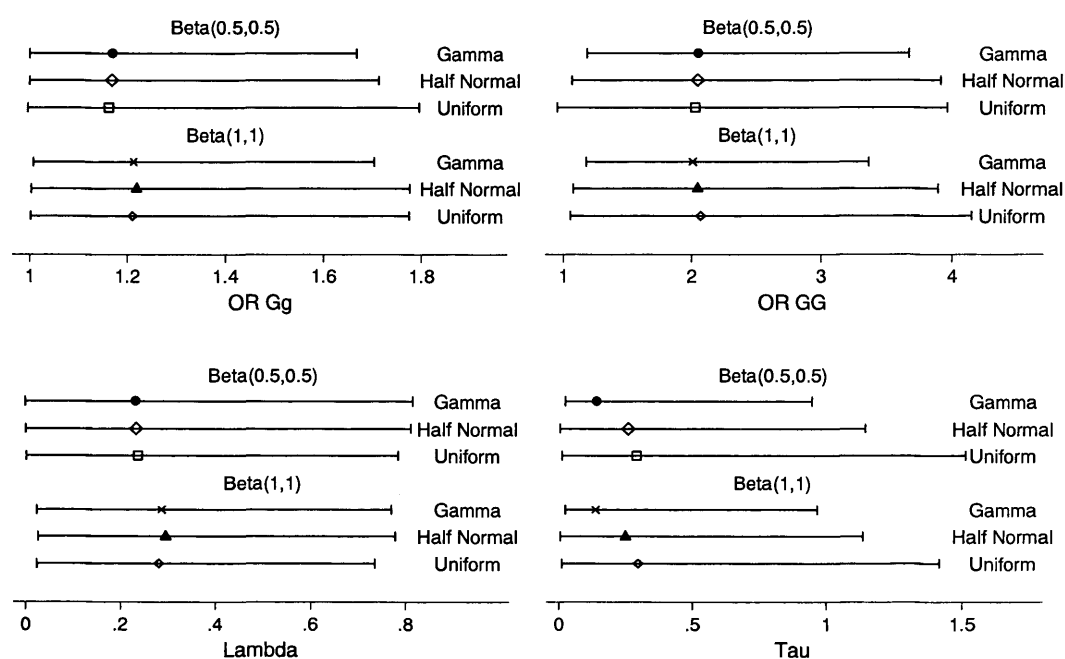 Beta(0.5,0.5)
Gamma
Half Normal
Uniform
Beta(1,1)
Gamma
Half Normal
Uniform
1 1.2 1.4 1.6 1.8
OR Gg
Beta(0.5,0.5)
Gamma
Half Normal
Uniform
Beta(1,1)
Gamma
Half Normal
Uniform
1 2 3 4
OR GG
Beta(0.5,0.5)
Gamma
Half Normal
Uniform
Beta(1,1)
Gamma
Half Normal
Uniform
0 .2 .4 .6 .8
Lambda
Beta(0.5,0.5)
Gamma
Half Normal
Uniform
Beta(1,1)
Gamma
Half Normal
Uniform
0 .5 1 1.5
Tau